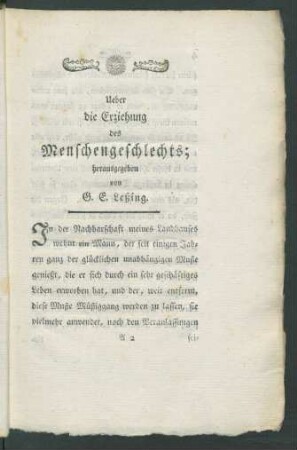 Ueber
die Erziehung
des
Menschengeschlechts;
herausgegeben
von
G. E. Leßing.
In der Nachbarschaft meines Landhauses
wohnt ein Mann, der seit einigen Jah-
ren ganz der glücklichen unabhängigen Muße
genießt, die er sich durch ein sehr geschäftiges
Leben erworben hat, und der, weit entfernt,
diese Muße Müßiggang werden zu lassen, sie
vielmehr anwendet, nach den Veranlassungen
A 2